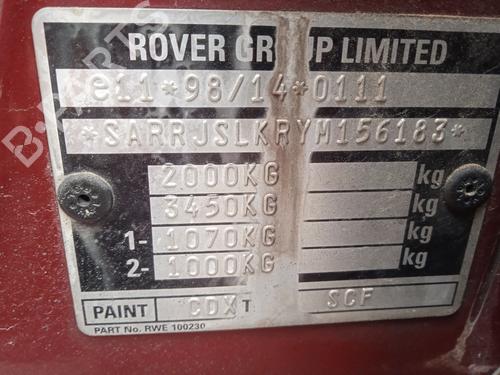 ROVER GROUP LIMITED
e11*98/14*0111
*SARRJSLKRYM156183*
2000KG kg
3450KG kg
1- 1070KG kg
2- 1000KG kg
PAINT CDX T SCF
PART No. RWE 100230